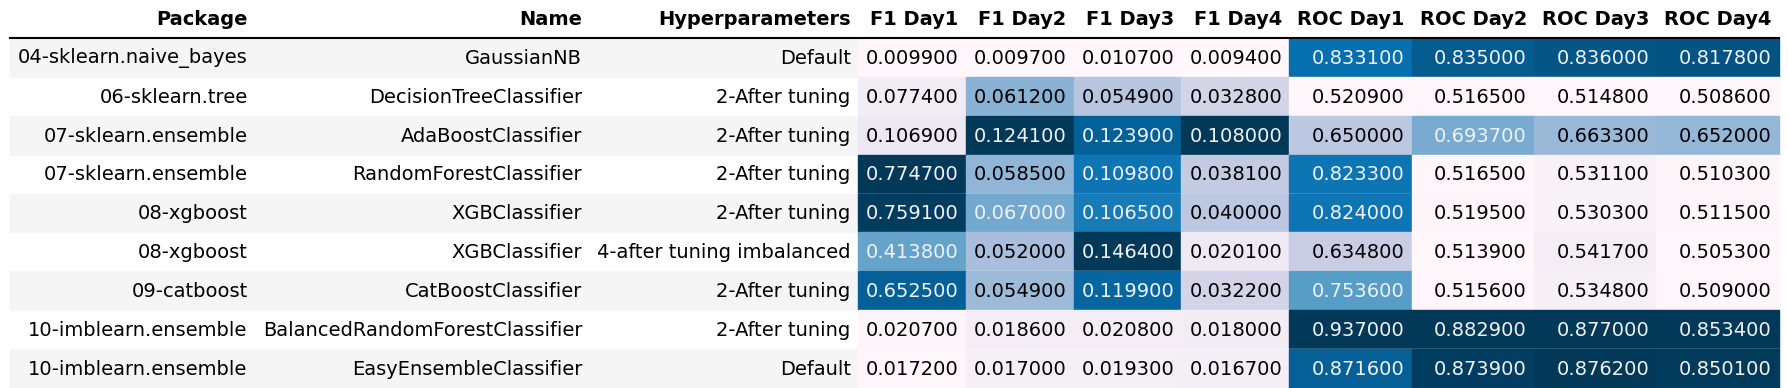 Package Name Hyperparameters F1 Day1 F1 Day2 F1 Day3 F1 Day4 ROC Day1 ROC Day2 ROC Day3 ROC Day4
04-sklearn.naive_bayes GaussianNB Default 0.009900 0.009700 0.010700 0.009400 0.833100 0.835000 0.836000 0.817800
06-sklearn.tree DecisionTreeClassifier 2-After tuning 0.077400 0.061200 0.054900 0.032800 0.520900 0.516500 0.514800 0.508600
07-sklearn.ensemble AdaBoostClassifier 2-After tuning 0.106900 0.124100 0.123900 0.108000 0.650000 0.693700 0.663300 0.652000
07-sklearn.ensemble RandomForestClassifier 2-After tuning 0.774700 0.058500 0.109800 0.038100 0.823300 0.516500 0.531100 0.510300
08-xgboost XGBClassifier 2-After tuning 0.759100 0.067000 0.106500 0.040000 0.824000 0.519500 0.530300 0.511500
08-xgboost XGBClassifier 4-after tuning imbalanced 0.413800 0.052000 0.146400 0.020100 0.634800 0.513900 0.541700 0.505300
09-catboost CatBoostClassifier 2-After tuning 0.652500 0.054900 0.119900 0.032200 0.753600 0.515600 0.534800 0.509000
10-imblearn.ensemble BalancedRandomForestClassifier 2-After tuning 0.020700 0.018600 0.020800 0.018000 0.937000 0.882900 0.877000 0.853400
10-imblearn.ensemble EasyEnsembleClassifier Default 0.017200 0.017000 0.019300 0.016700 0.871600 0.873900 0.876200 0.850100